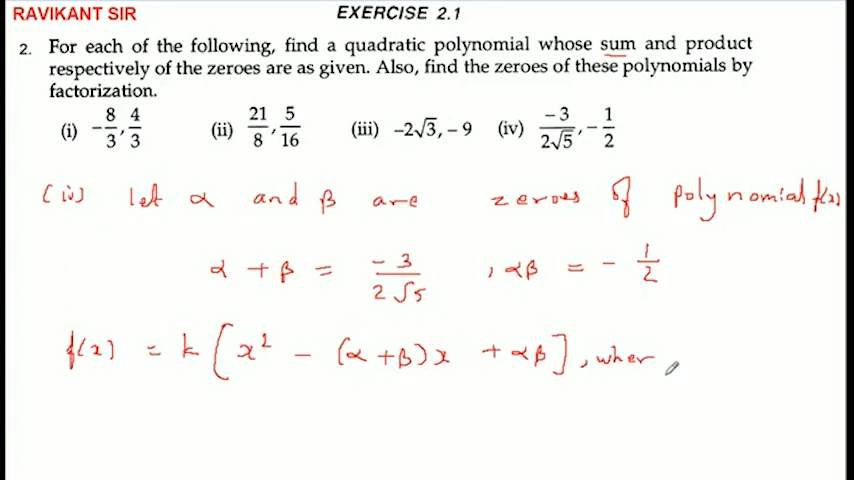 RAVIKANT SIR
EXERCISE 2.1
2. For each of the following, find a quadratic polynomial whose sum and product
respectively of the zeroes are as given. Also, find the zeroes of these polynomials by
factorization.
(i) -8/3, 4/3 (ii) 21/8, 5/16 (iii) -2√3, -9 (iv) -3/2√5, -1/2
(iv) let α and β are zeroes of polynomial f(x)
α + β = -3/2√5 , αβ = - 1/2
f(x) = k [x² - (α + β)x + αβ], wher